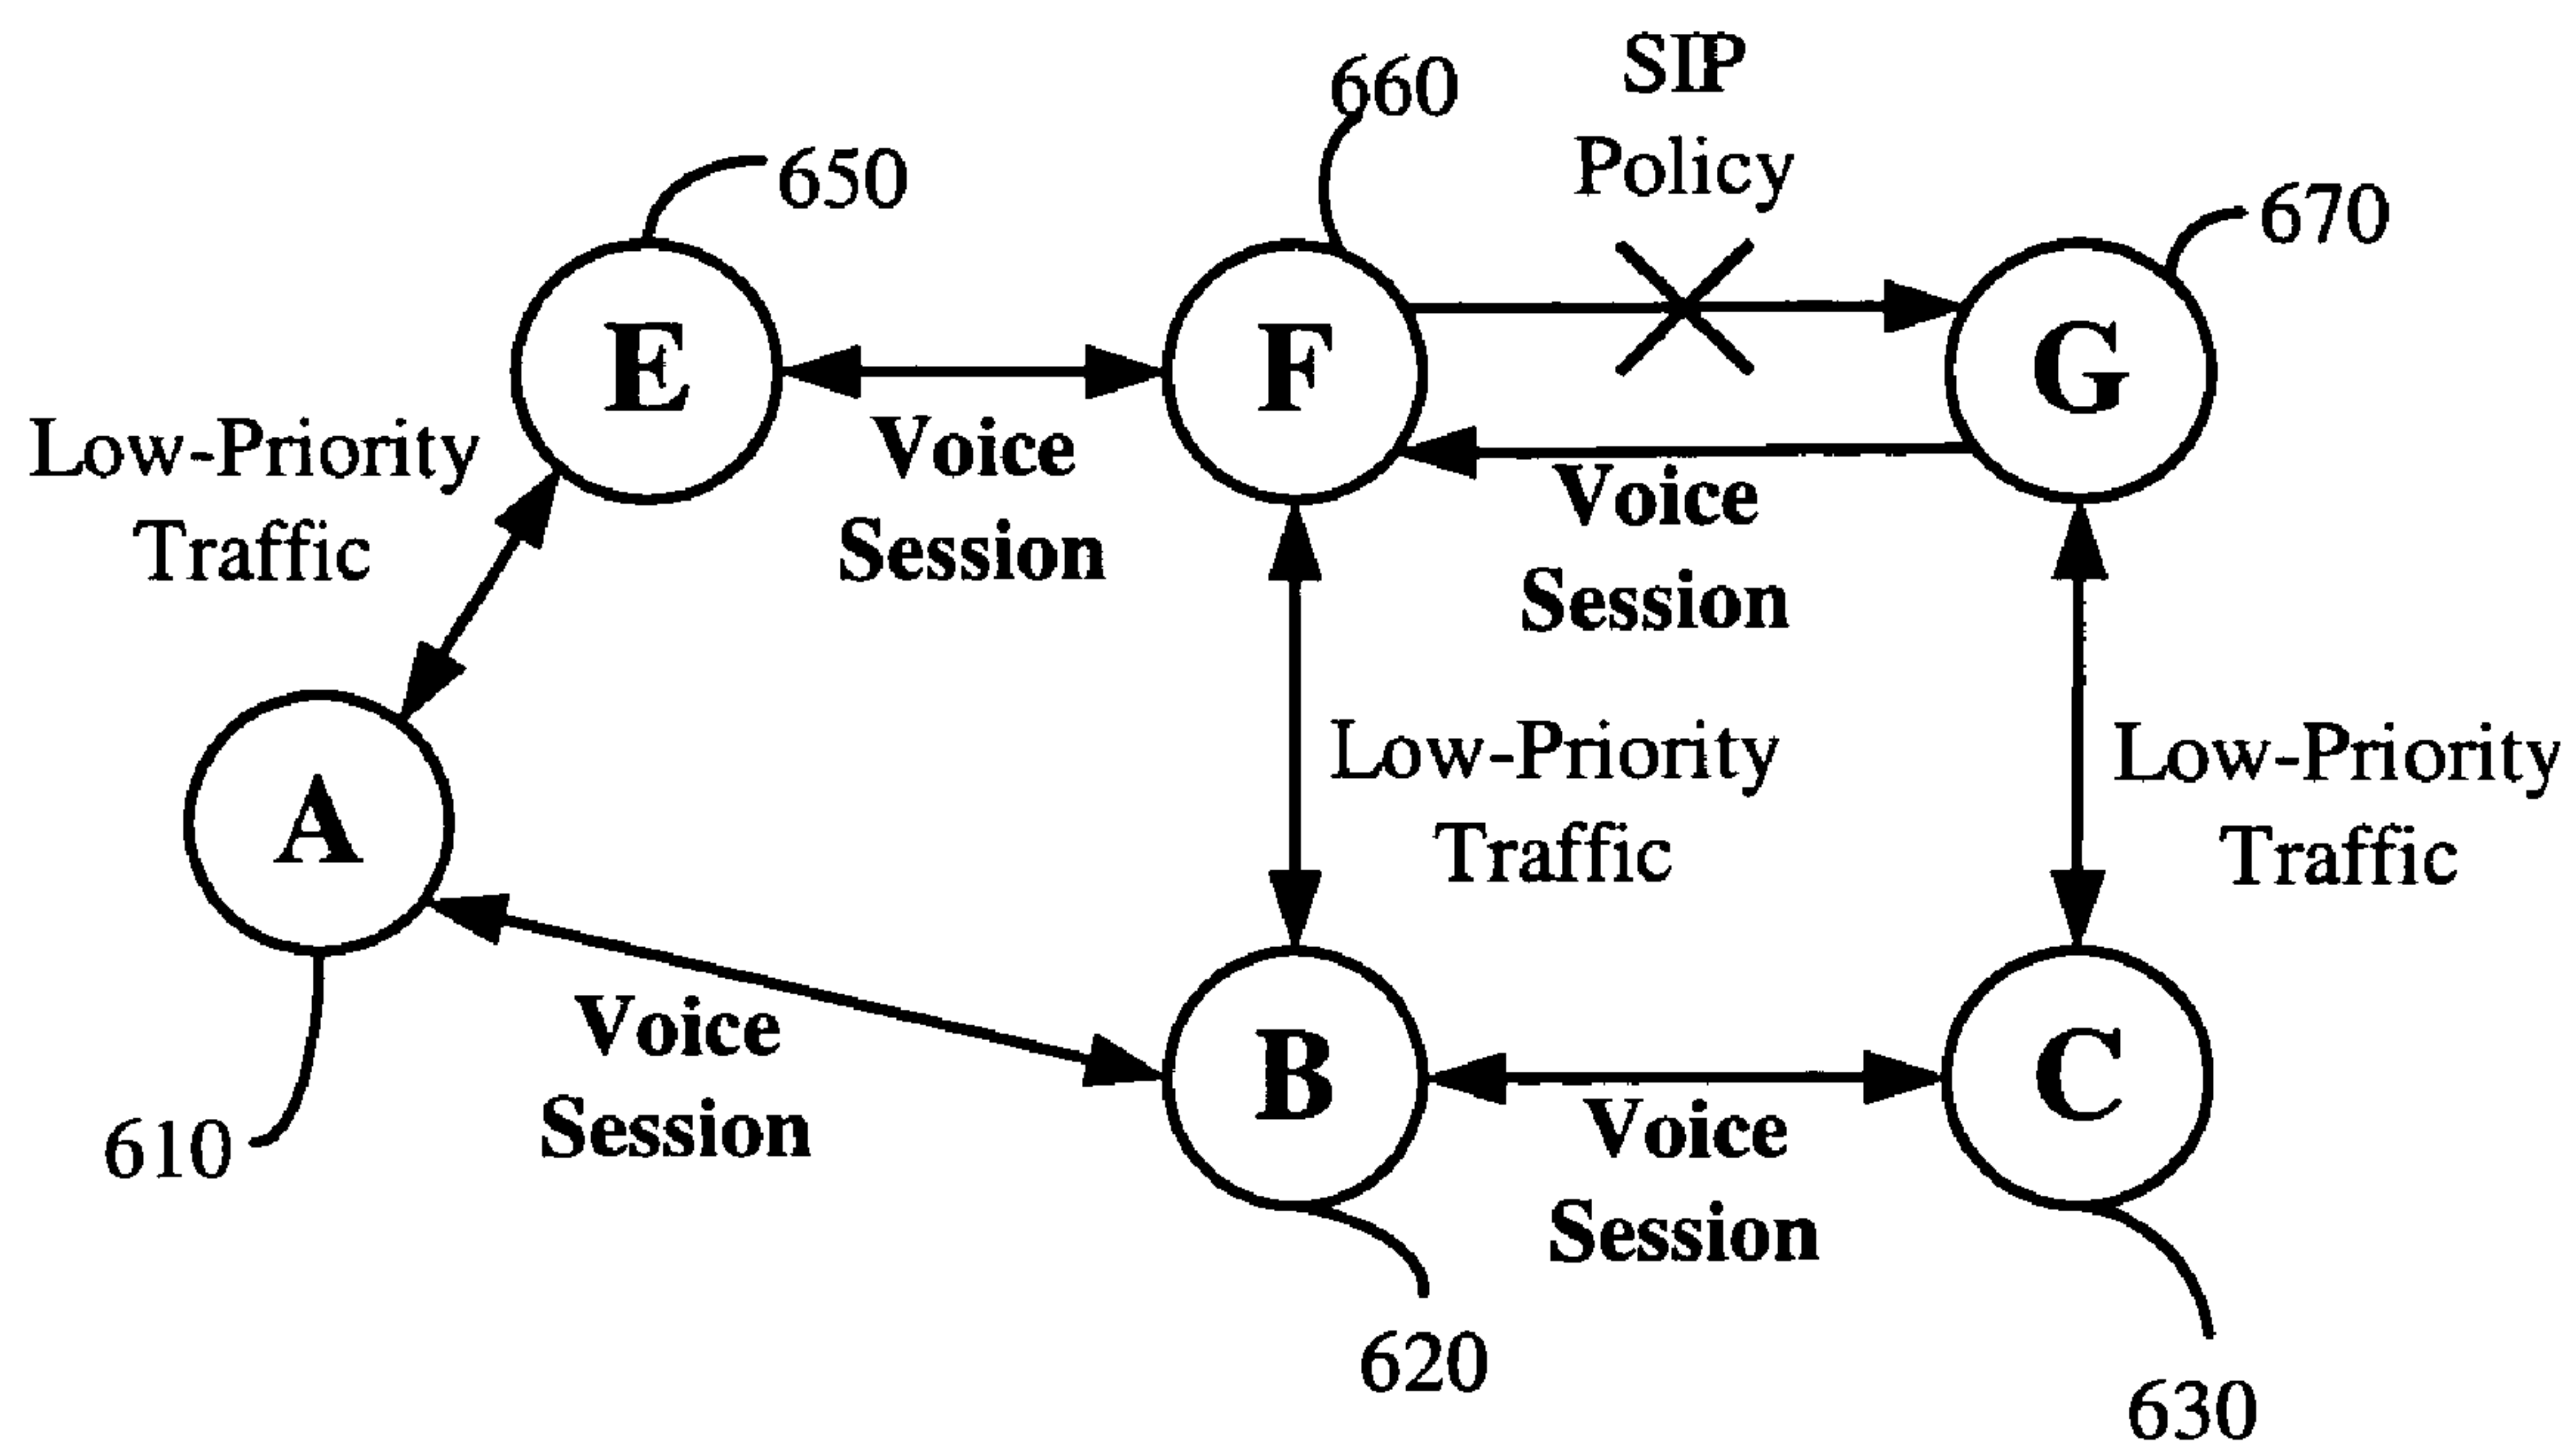 SIP
Policy
660
650
670
E
F
G
Low-Priority
Traffic
Voice
Session
Voice
Session
A
Low-Priority
Traffic
Low-Priority
Traffic
Voice
Session
B
C
Voice
Session
610
620
630